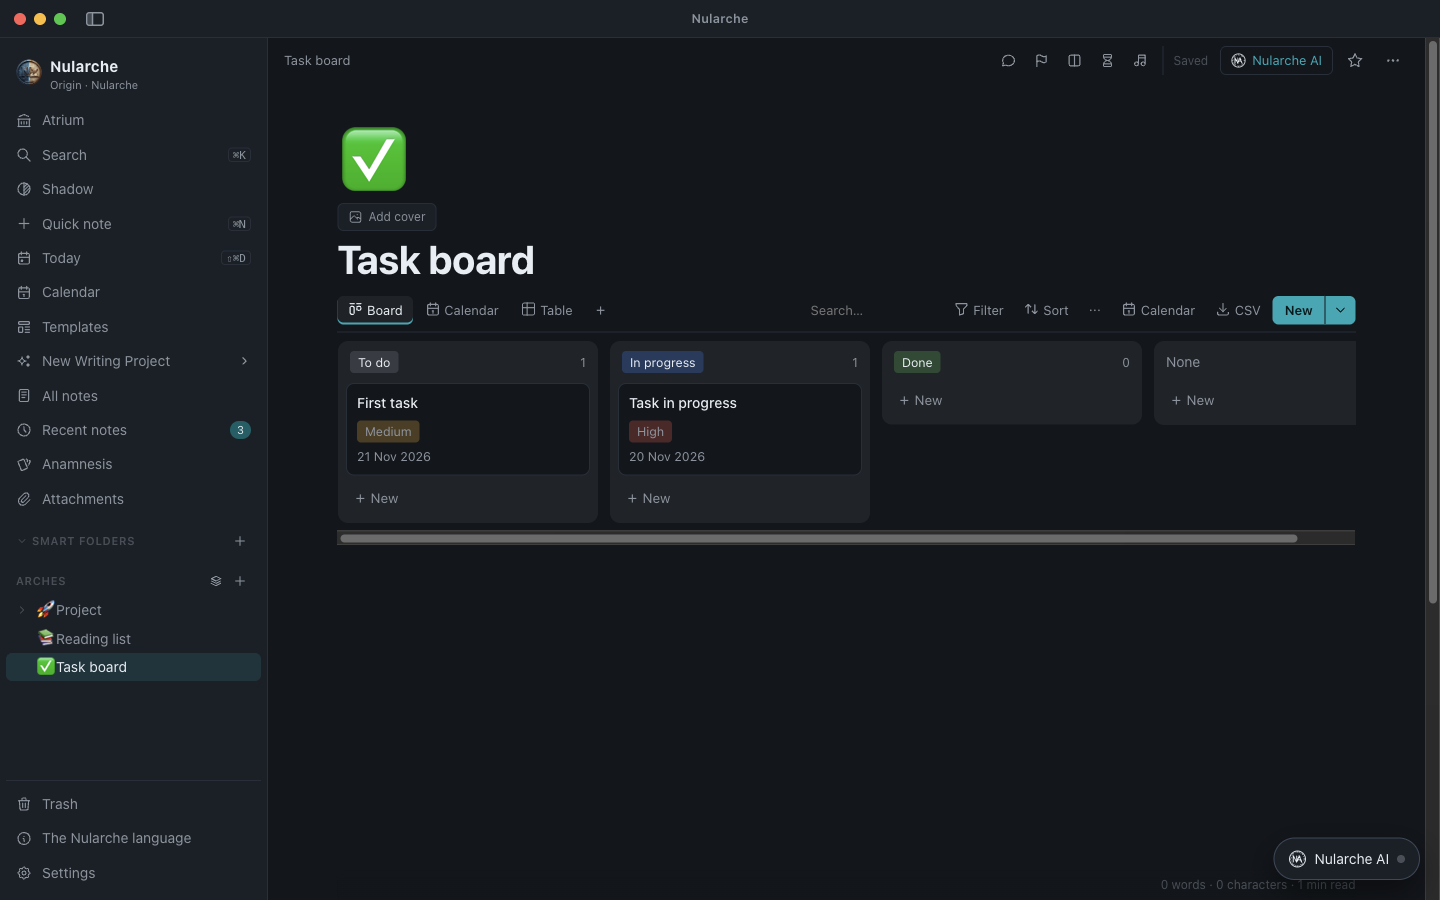 Nularche
Nularche
Origin · Nularche
Atrium
Search ⌘K
Shadow
Quick note ⌘N
Today ⇧⌘D
Calendar
Templates
New Writing Project
All notes
Recent notes 3
Anamnesis
Attachments
SMART FOLDERS
ARCHES
Project
Reading list
Task board
Trash
The Nularche language
Settings
Task board
Saved
Nularche AI
Add cover
Task board
Board Calendar Table + Search... Filter Sort ··· Calendar CSV New
To do 1
First task
Medium
21 Nov 2026
+ New
In progress 1
Task in progress
High
20 Nov 2026
+ New
Done 0
+ New
None
+ New
Nularche AI
0 words · 0 characters · 1 min read